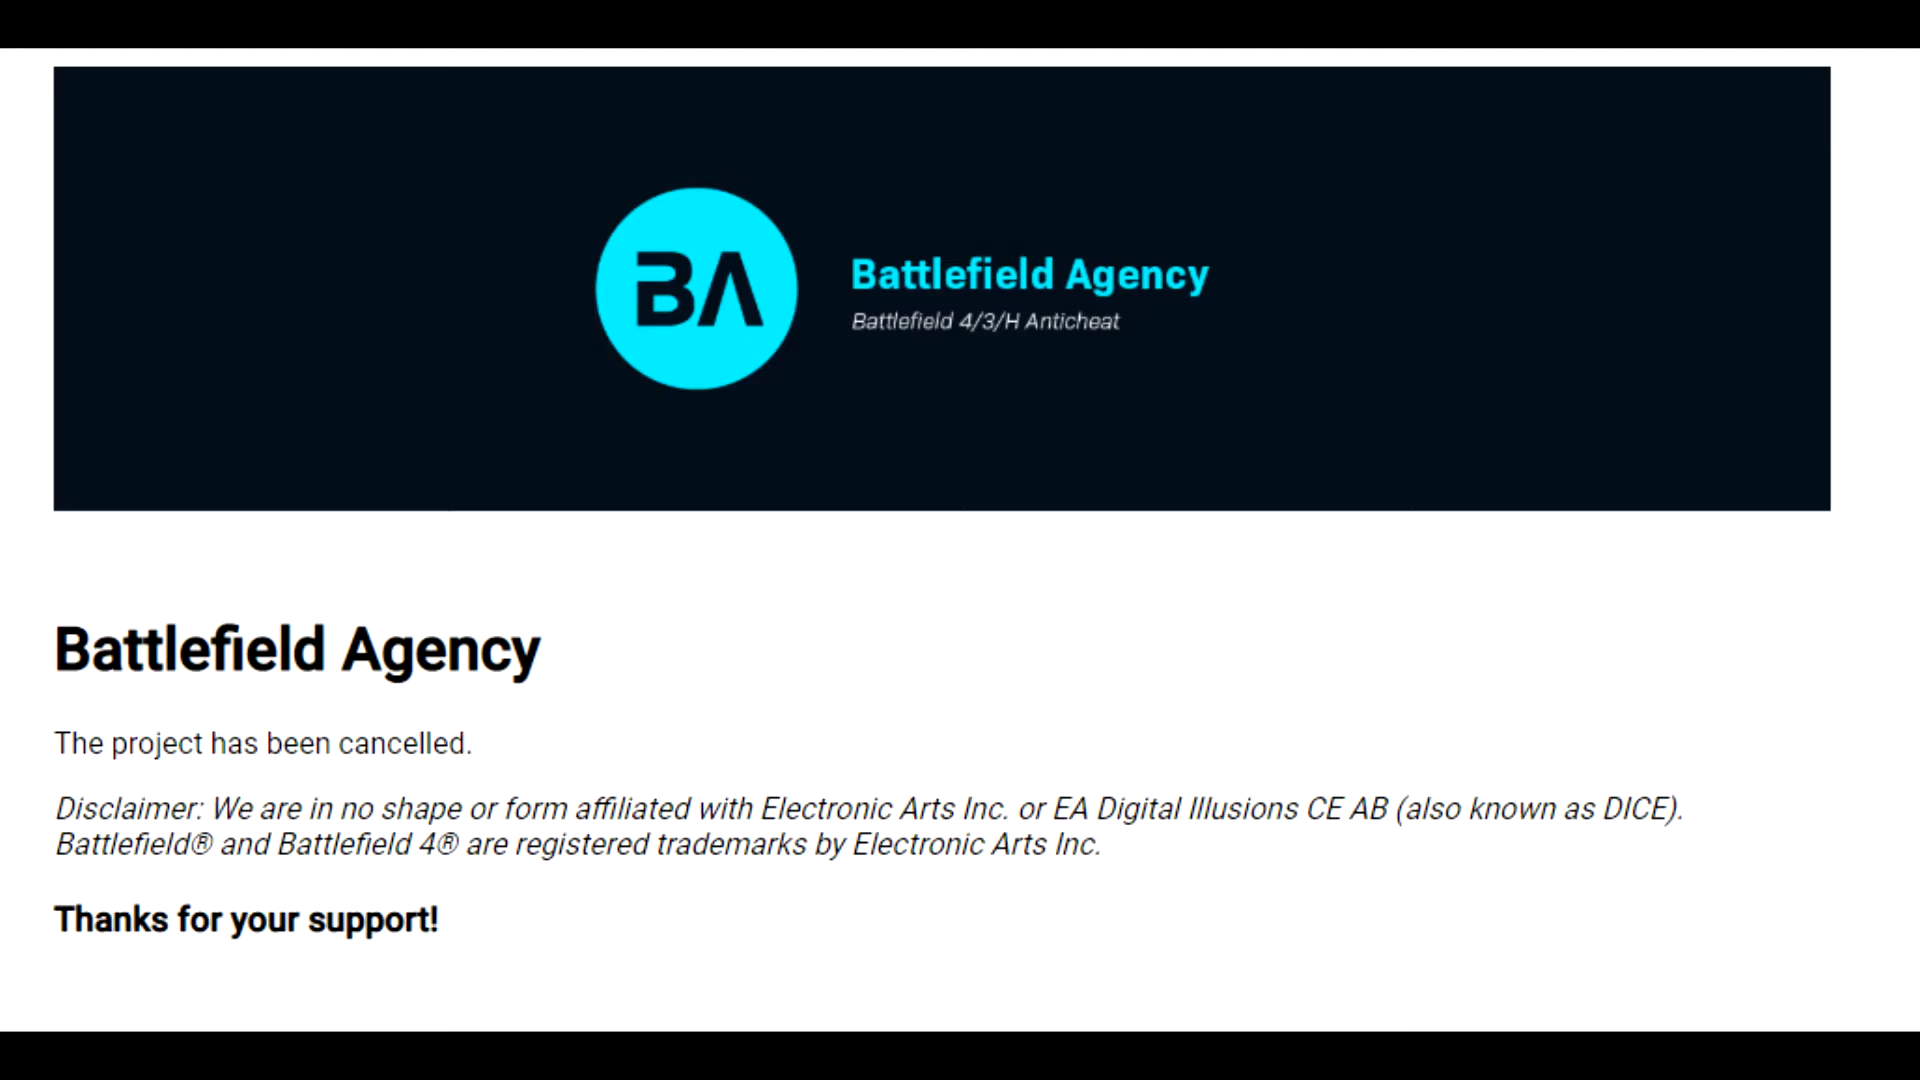 BA
Battlefield Agency
Battlefield 4/3/H Anticheat
Battlefield Agency
The project has been cancelled.
Disclaimer: We are in no shape or form affiliated with Electronic Arts Inc. or EA Digital Illusions CE AB (also known as DICE).
Battlefield® and Battlefield 4® are registered trademarks by Electronic Arts Inc.
Thanks for your support!